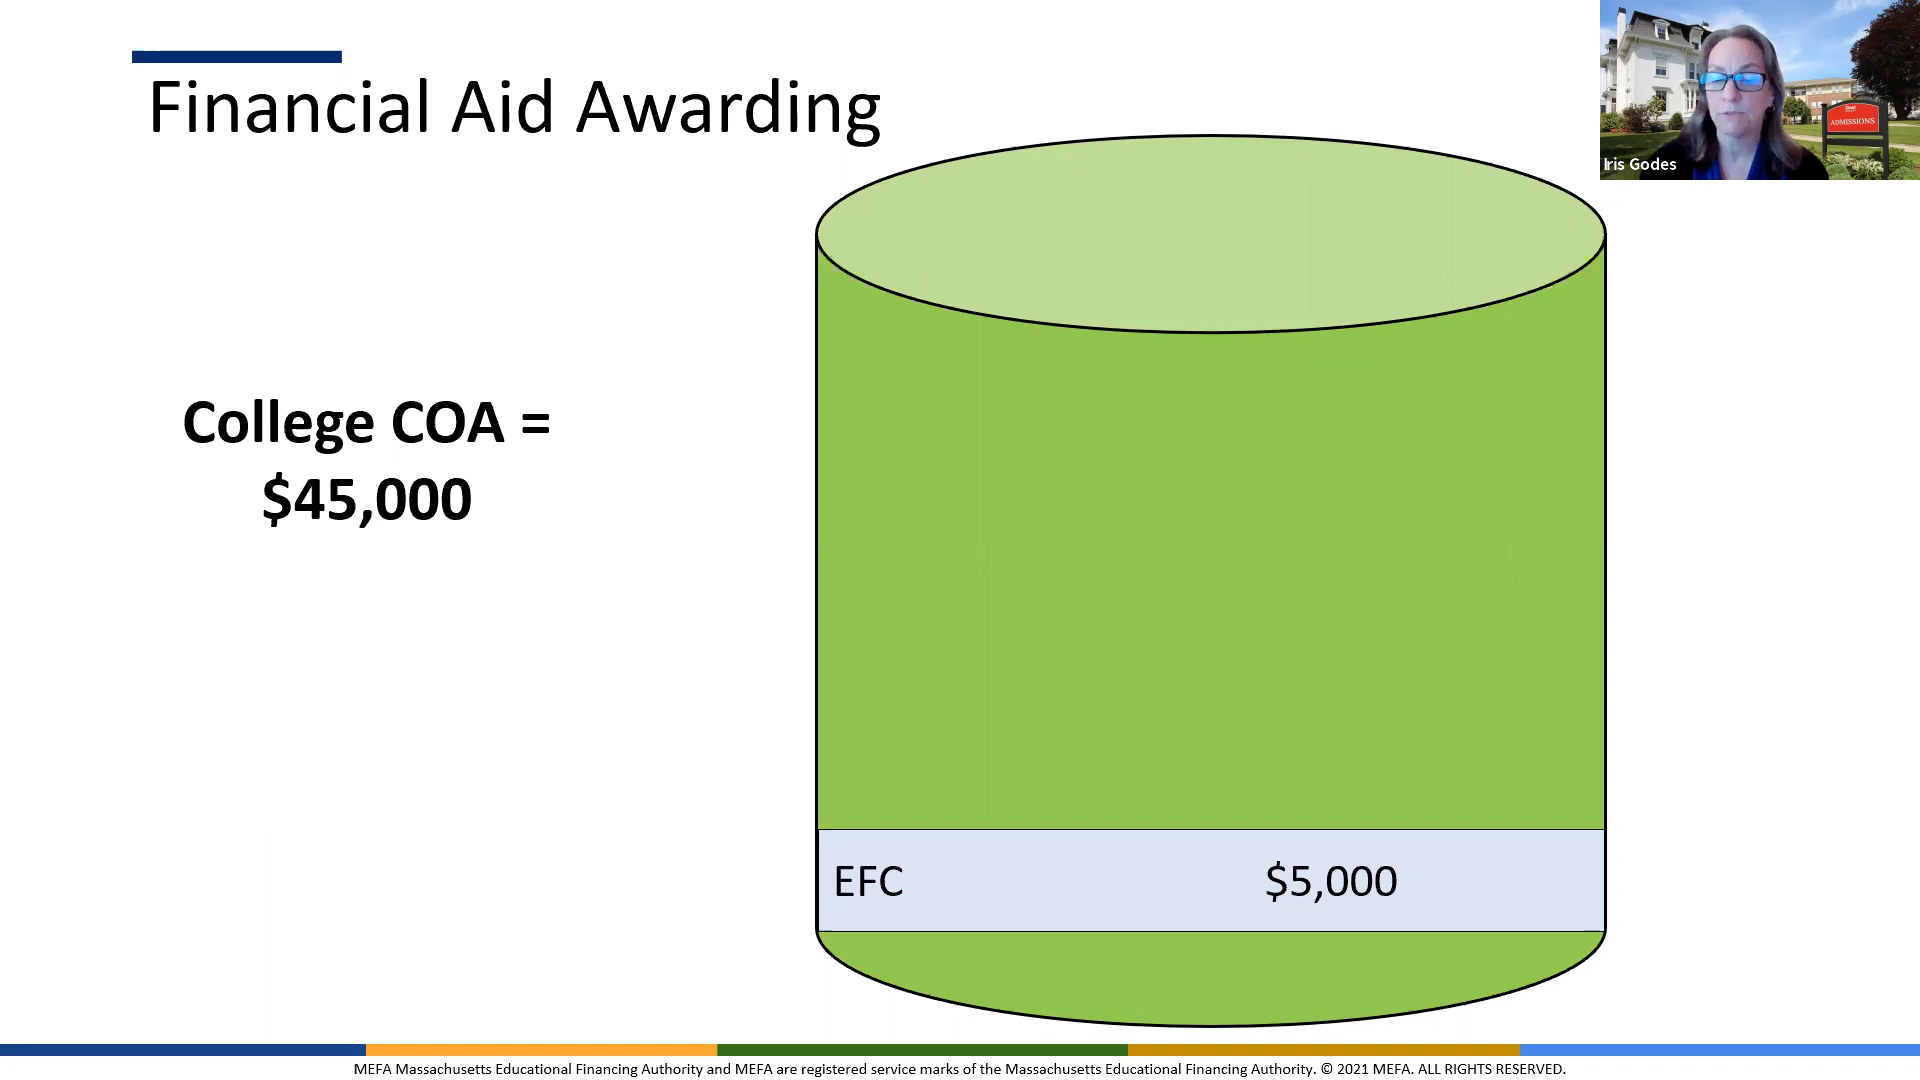 Financial Aid Awarding
ADMISSIONS
Iris Godes
College COA =
$45,000
EFC $5,000
MEFA Massachusetts Educational Financing Authority and MEFA are registered service marks of the Massachusetts Educational Financing Authority. © 2021 MEFA. ALL RIGHTS RESERVED.